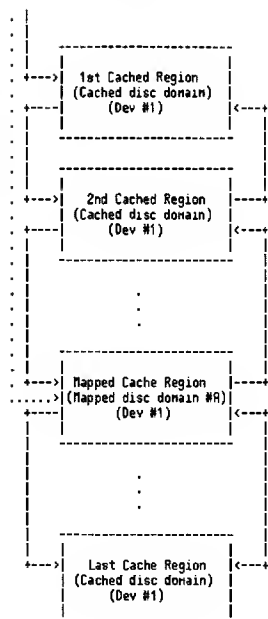 1st Cached Region
(Cached disc domain)
(Dev #1)
2nd Cached Region
(Cached disc domain)
(Dev #1)
Mapped Cache Region
(Mapped disc domain #A)
(Dev #1)
Last Cache Region
(Cached disc domain)
(Dev #1)